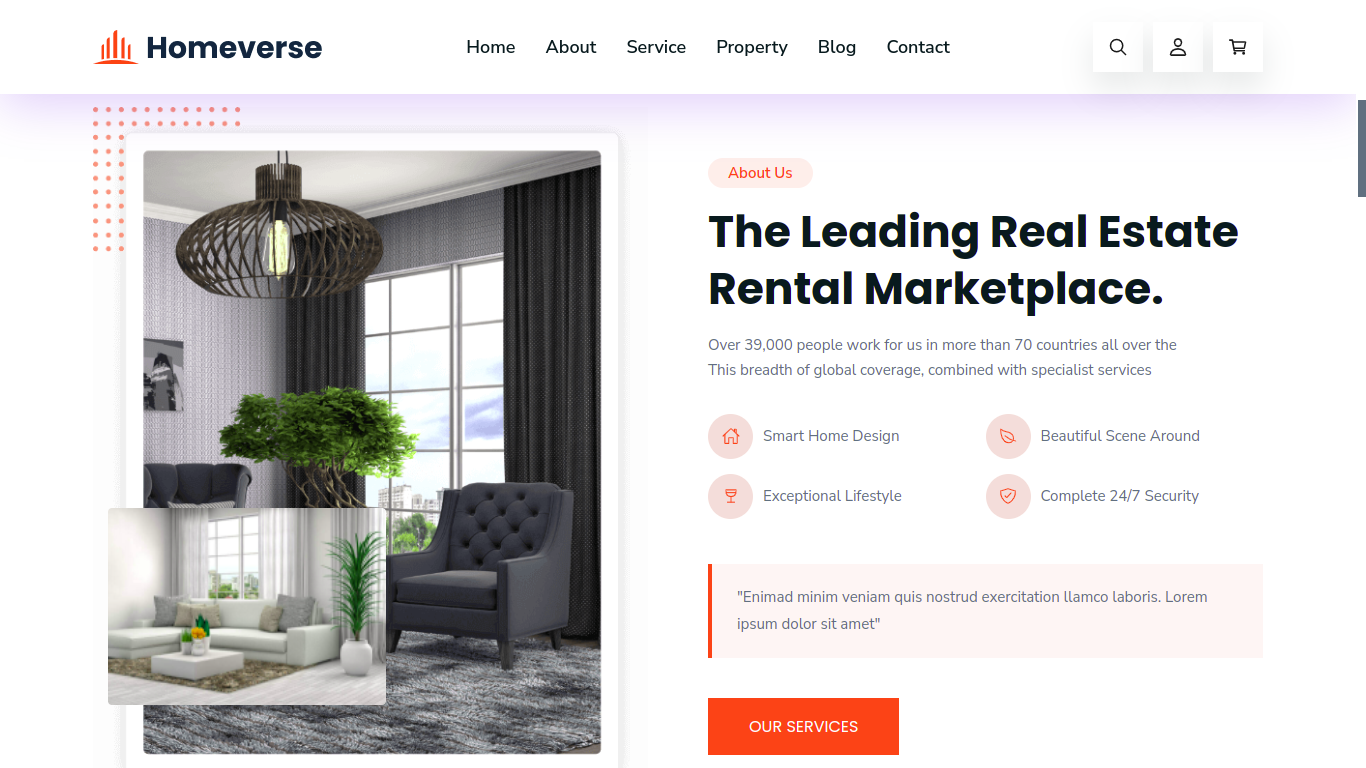 Homeverse
Home About Service Property Blog Contact
About Us
The Leading Real Estate
Rental Marketplace.
Over 39,000 people work for us in more than 70 countries all over the
This breadth of global coverage, combined with specialist services
Smart Home Design
Beautiful Scene Around
Exceptional Lifestyle
Complete 24/7 Security
"Enimad minim veniam quis nostrud exercitation llamco laboris. Lorem
ipsum dolor sit amet"
OUR SERVICES